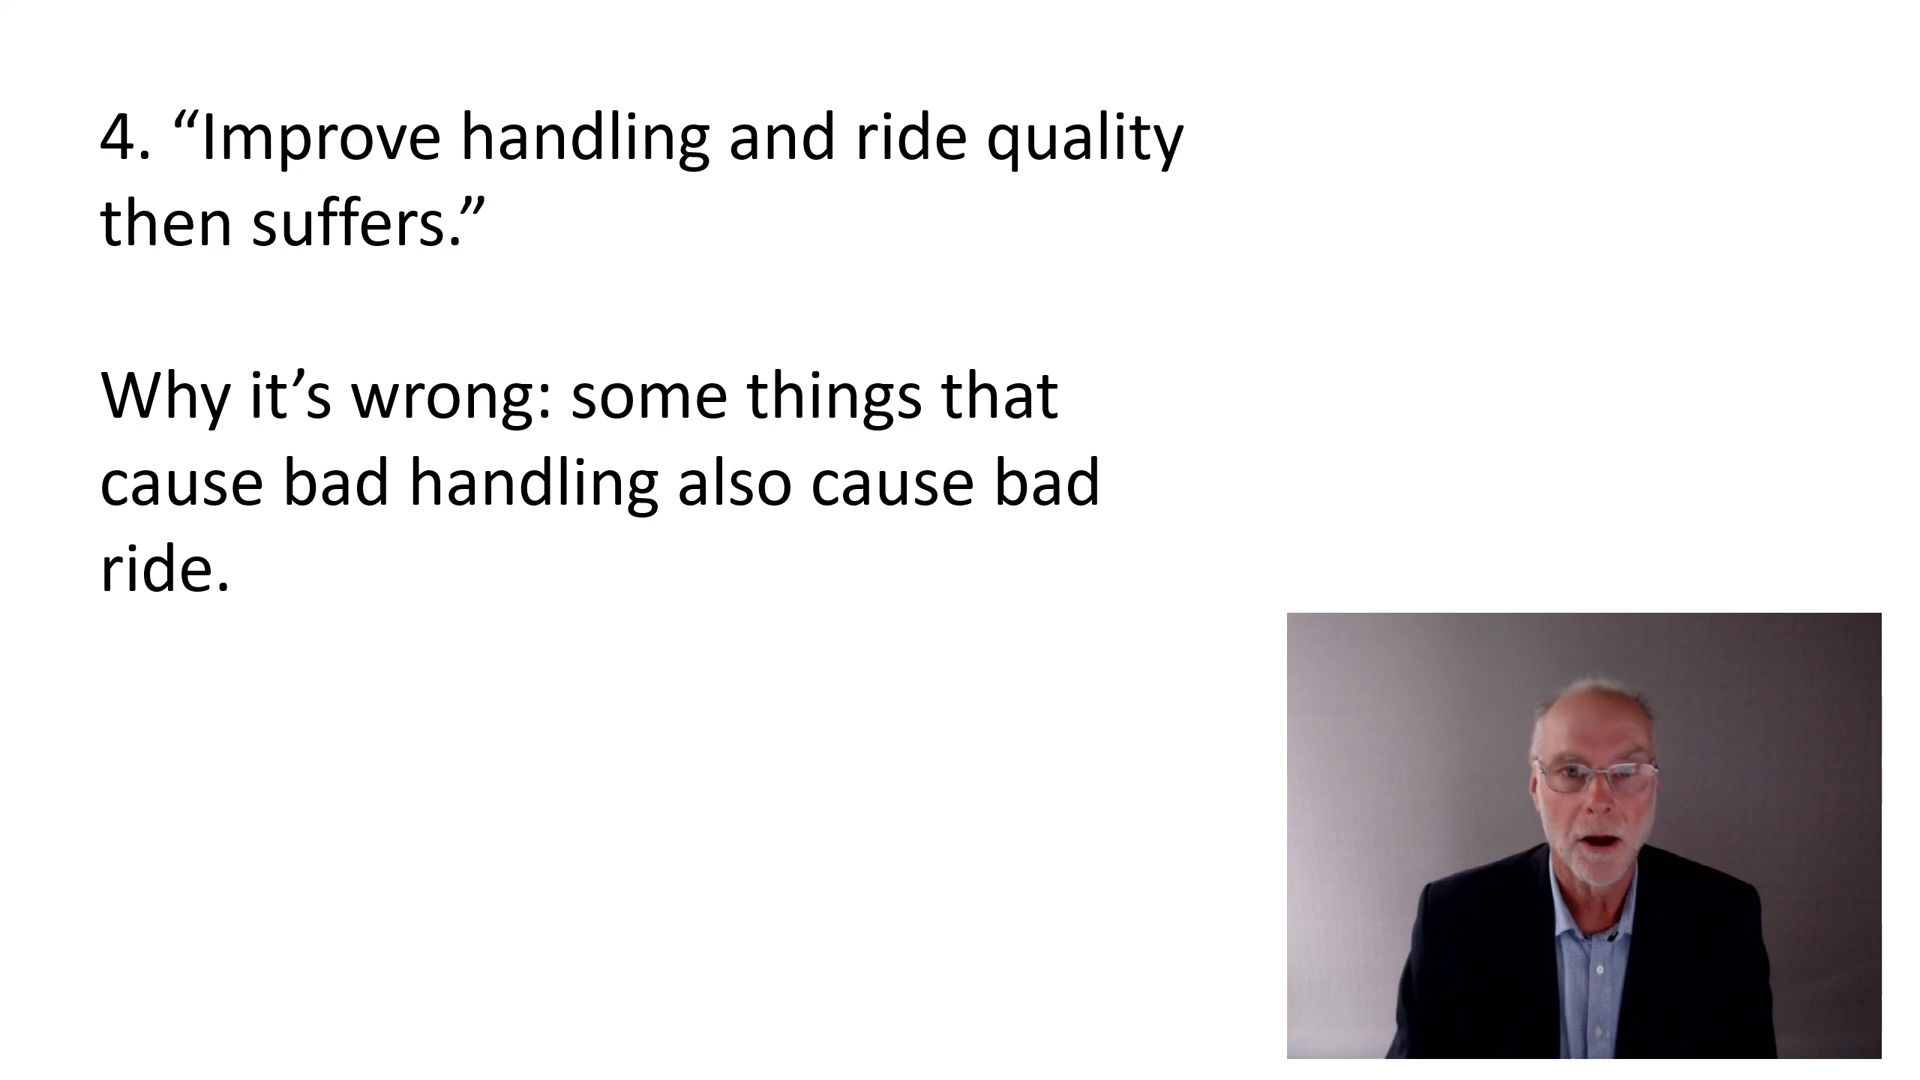 4. “Improve handling and ride quality
then suffers.”
Why it’s wrong: some things that
cause bad handling also cause bad
ride.